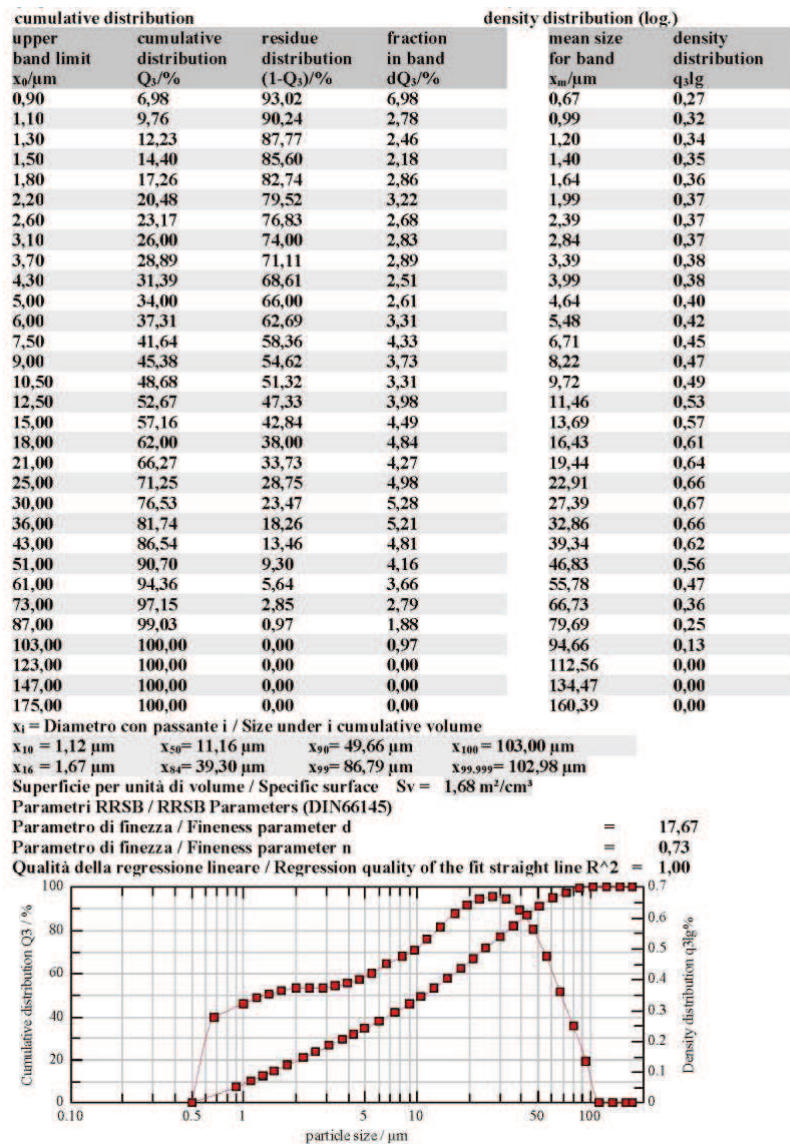 cumulative distribution density distribution (log.)
upper cumulative residue fraction mean size density
band limit distribution distribution in band for band distribution
x₀/µm Q₃/% (1-Q₃)/% dQ₃/% xₘ/µm q₃lg
0,90 6,98 93,02 6,98 0,67 0,27
1,10 9,76 90,24 2,78 0,99 0,32
1,30 12,23 87,77 2,46 1,20 0,34
1,50 14,40 85,60 2,18 1,40 0,35
1,80 17,26 82,74 2,86 1,64 0,36
2,20 20,48 79,52 3,22 1,99 0,37
2,60 23,17 76,83 2,68 2,39 0,37
3,10 26,00 74,00 2,83 2,84 0,37
3,70 28,89 71,11 2,89 3,39 0,38
4,30 31,39 68,61 2,51 3,99 0,38
5,00 34,00 66,00 2,61 4,64 0,40
6,00 37,31 62,69 3,31 5,48 0,42
7,50 41,64 58,36 4,33 6,71 0,45
9,00 45,38 54,62 3,73 8,22 0,47
10,50 48,68 51,32 3,31 9,72 0,49
12,50 52,67 47,33 3,98 11,46 0,53
15,00 57,16 42,84 4,49 13,69 0,57
18,00 62,00 38,00 4,84 16,43 0,61
21,00 66,27 33,73 4,27 19,44 0,64
25,00 71,25 28,75 4,98 22,91 0,66
30,00 76,53 23,47 5,28 27,39 0,67
36,00 81,74 18,26 5,21 32,86 0,66
43,00 86,54 13,46 4,81 39,34 0,62
51,00 90,70 9,30 4,16 46,83 0,56
61,00 94,36 5,64 3,66 55,78 0,47
73,00 97,15 2,85 2,79 66,73 0,36
87,00 99,03 0,97 1,88 79,69 0,25
103,00 100,00 0,00 0,97 94,66 0,13
123,00 100,00 0,00 0,00 112,56 0,00
147,00 100,00 0,00 0,00 134,47 0,00
175,00 100,00 0,00 0,00 160,39 0,00
xᵢ = Diametro con passante i / Size under i cumulative volume
x₁₀ = 1,12 µm x₅₀= 11,16 µm x₉₀= 49,66 µm x₁₀₀ = 103,00 µm
x₁₆ = 1,67 µm x₈₄= 39,30 µm x₉₉= 86,79 µm x₉₉.₉₉₉= 102,98 µm
Superficie per unità di volume / Specific surface Sv = 1,68 m²/cm³
Parametri RRSB / RRSB Parameters (DIN66145)
Parametro di finezza / Fineness parameter d = 17,67
Parametro di finezza / Fineness parameter n = 0,73
Qualità della regressione lineare / Regression quality of the fit straight line R^2 = 1,00
Cumulative distribution Q3 / %
100
80
60
40
20
0
0.7
0.6
0.5
0.4
0.3
0.2
0.1
0
Density distribution q3lg%
0.10 0.5 1 5 10 50 100
particle size / µm